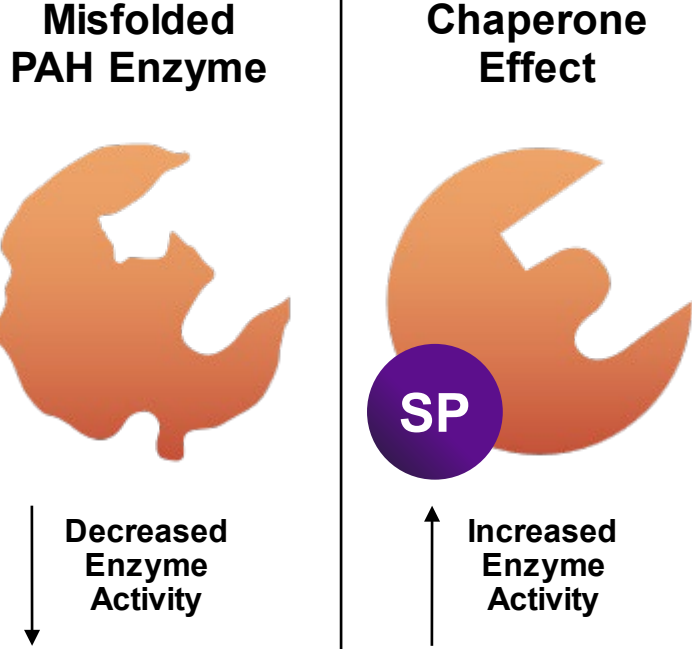 Misfolded
PAH Enzyme
Decreased
Enzyme
Activity
Chaperone
Effect
SP
Increased
Enzyme
Activity